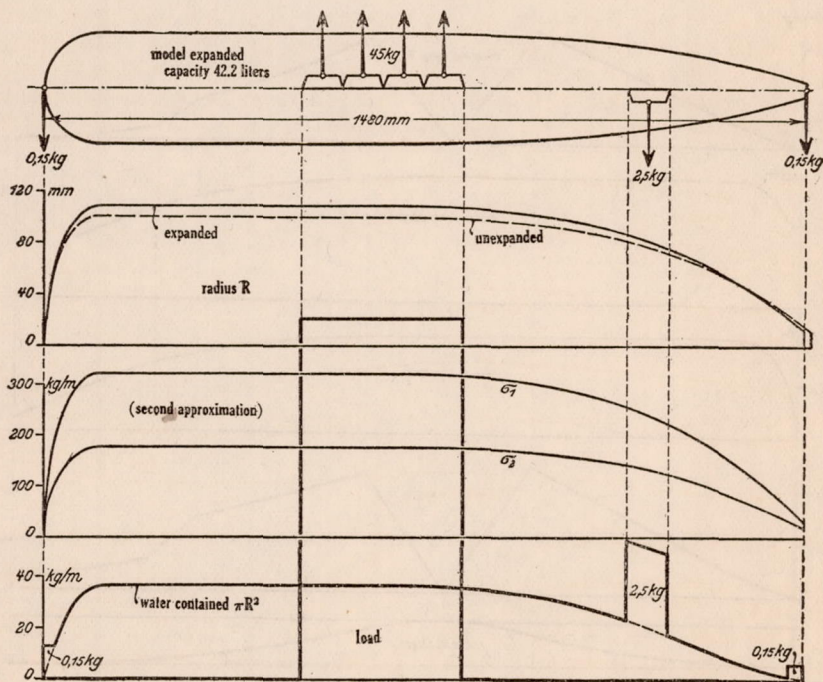 model expanded
capacity 42.2 liters
45kg
1480mm
0,15kg
2,5kg
0,15kg
120 mm
80
40
0
expanded
unexpanded
radius R
300 kg/m
200
100
0
(second approximation)
σ1
σ2
40 kg/m
20
0
water contained πR²
load
0,15kg
2,5kg
0,15kg